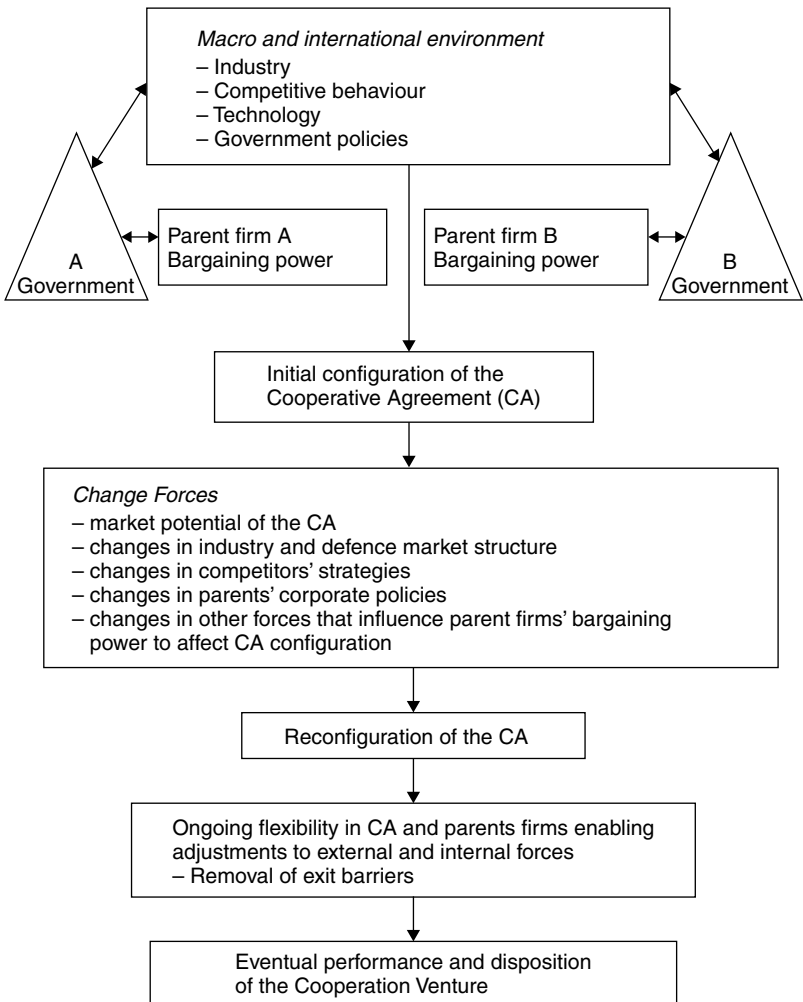 Macro and international environment
– Industry
– Competitive behaviour
– Technology
– Government policies
A
Government
Parent firm A
Bargaining power
Parent firm B
Bargaining power
B
Government
Initial configuration of the
Cooperative Agreement (CA)
Change Forces
– market potential of the CA
– changes in industry and defence market structure
– changes in competitors' strategies
– changes in parents' corporate policies
– changes in other forces that influence parent firms' bargaining
power to affect CA configuration
Reconfiguration of the CA
Ongoing flexibility in CA and parents firms enabling
adjustments to external and internal forces
– Removal of exit barriers
Eventual performance and disposition
of the Cooperation Venture